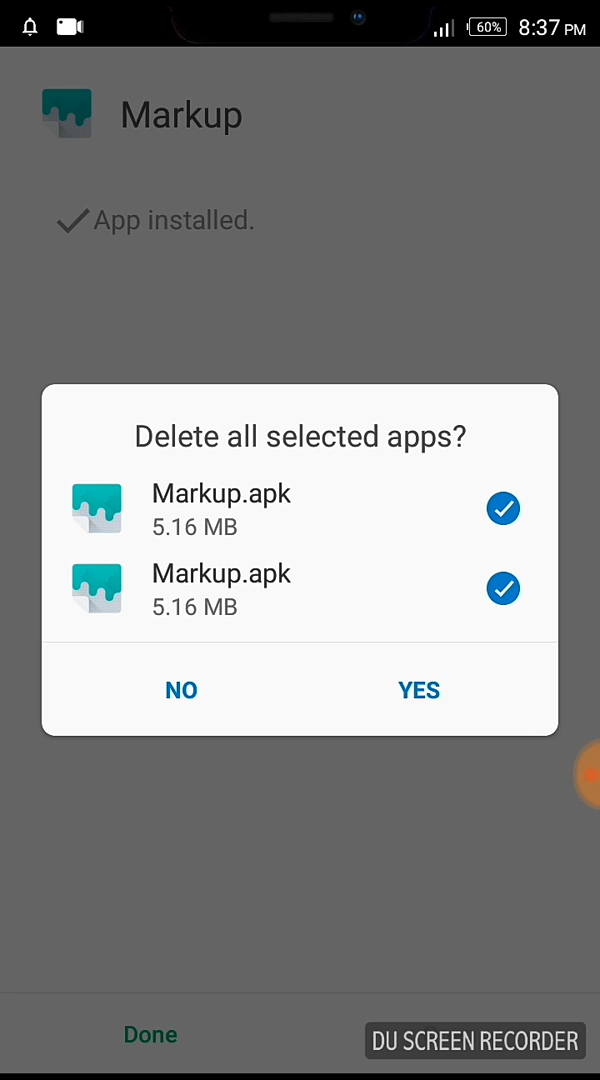 60% 8:37 PM
Markup
App installed.
Delete all selected apps?
Markup.apk
5.16 MB
Markup.apk
5.16 MB
NO YES
Done
DU SCREEN RECORDER